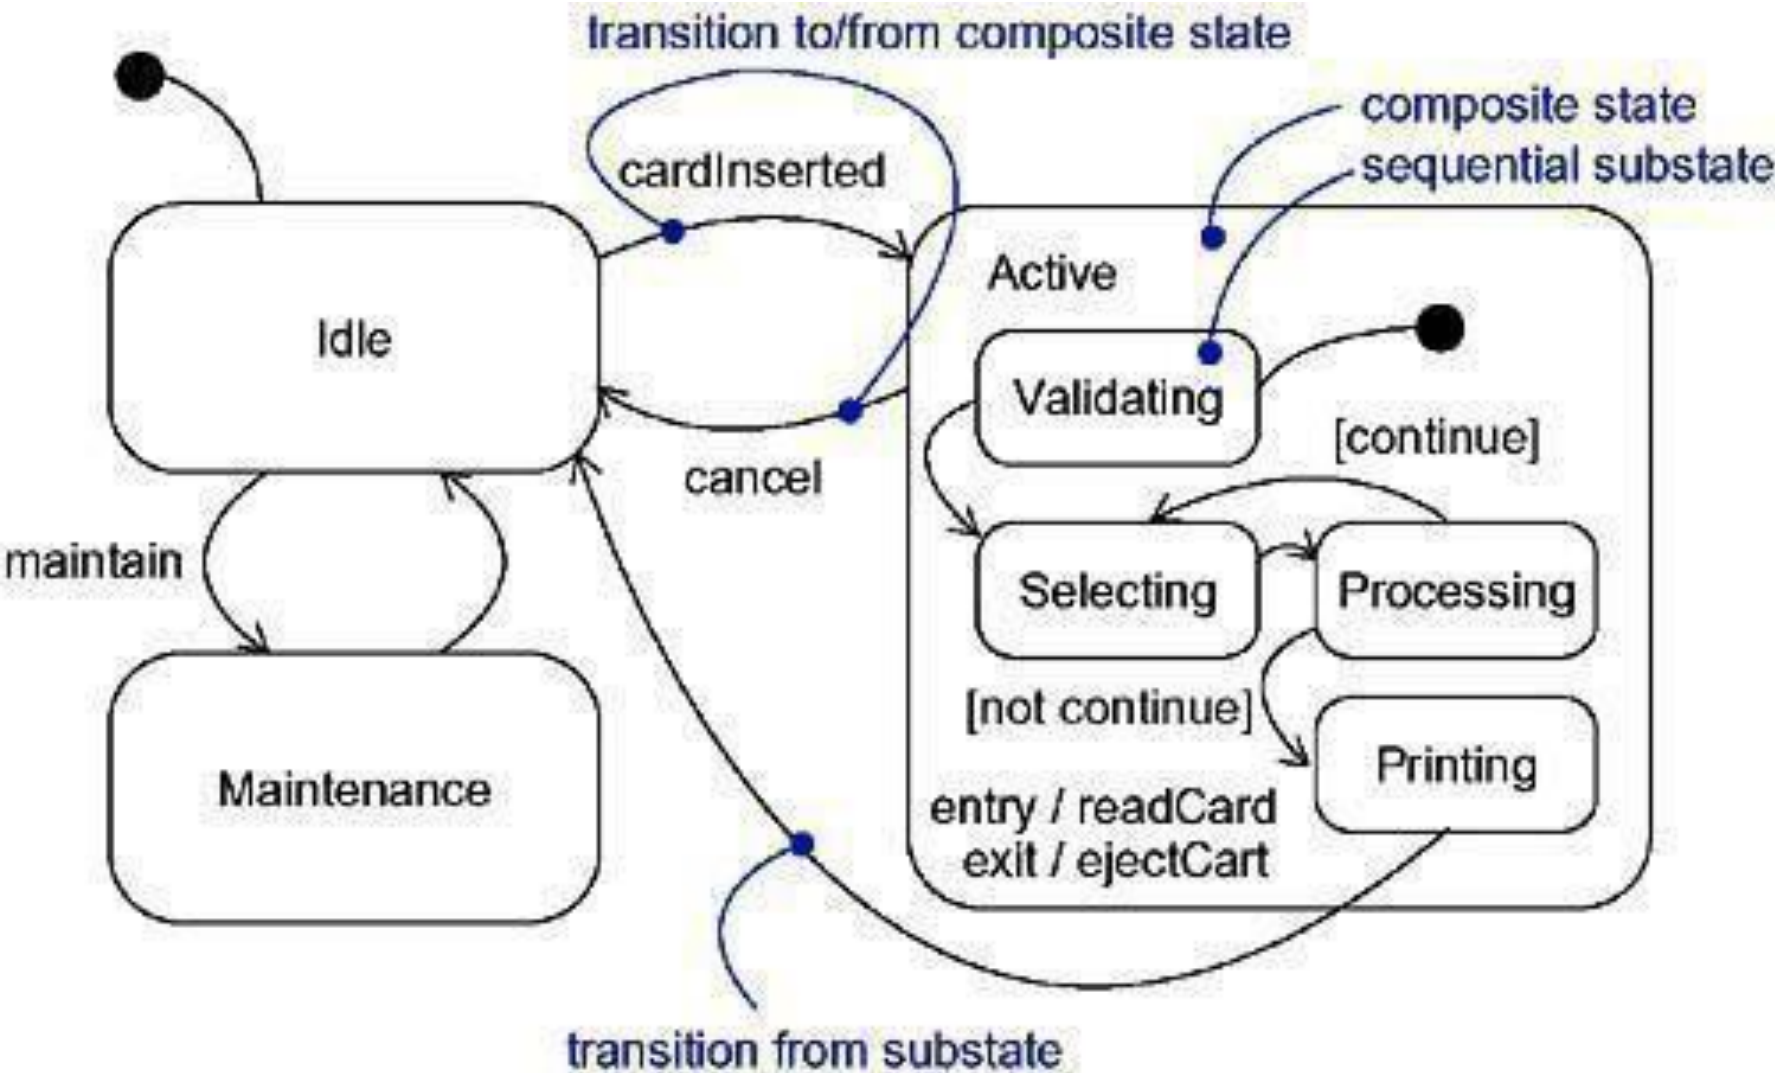 transition to/from composite state
composite state
sequential substate
cardInserted
Active
Idle
Validating
[continue]
cancel
maintain
Selecting
Processing
[not continue]
Printing
Maintenance
entry / readCard
exit / ejectCart
transition from substate